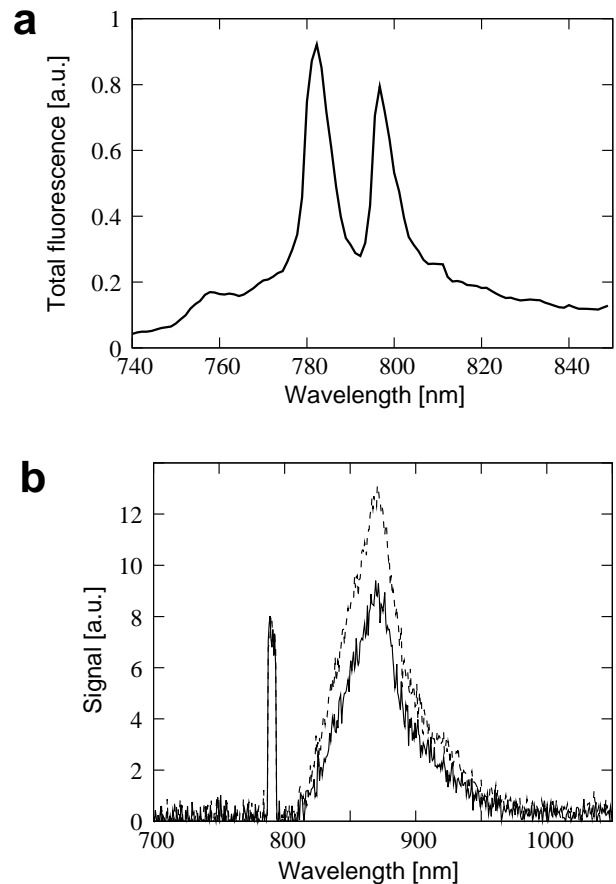 a
Total fluorescence [a.u.]
1
0.8
0.6
0.4
0.2
0
740 760 780 800 820 840
Wavelength [nm]
b
Signal [a.u.]
12
10
8
6
4
2
0
700 800 900 1000
Wavelength [nm]